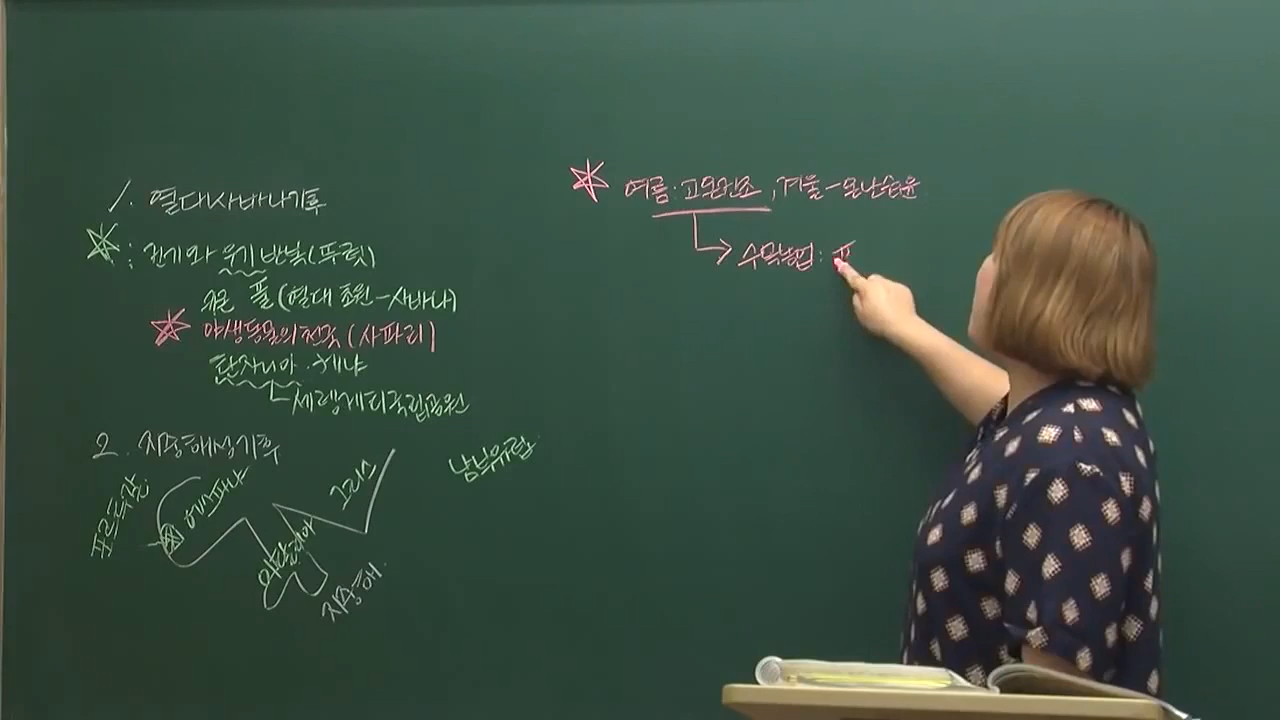 1. 열대사바나기후
☆: 건기와 우기 반복(뚜렷)
긴 풀(열대 초원-사바나)
☆ 야생동물의 천국(사파리)
탄자니아·케냐
세렝게티국립공원
2. 지중해성기후
포르투갈
에스파냐
이탈리아
그리스
지중해
남부유럽
☆ 여름: 고온건조, 겨울-온난습윤
수목농업: 포